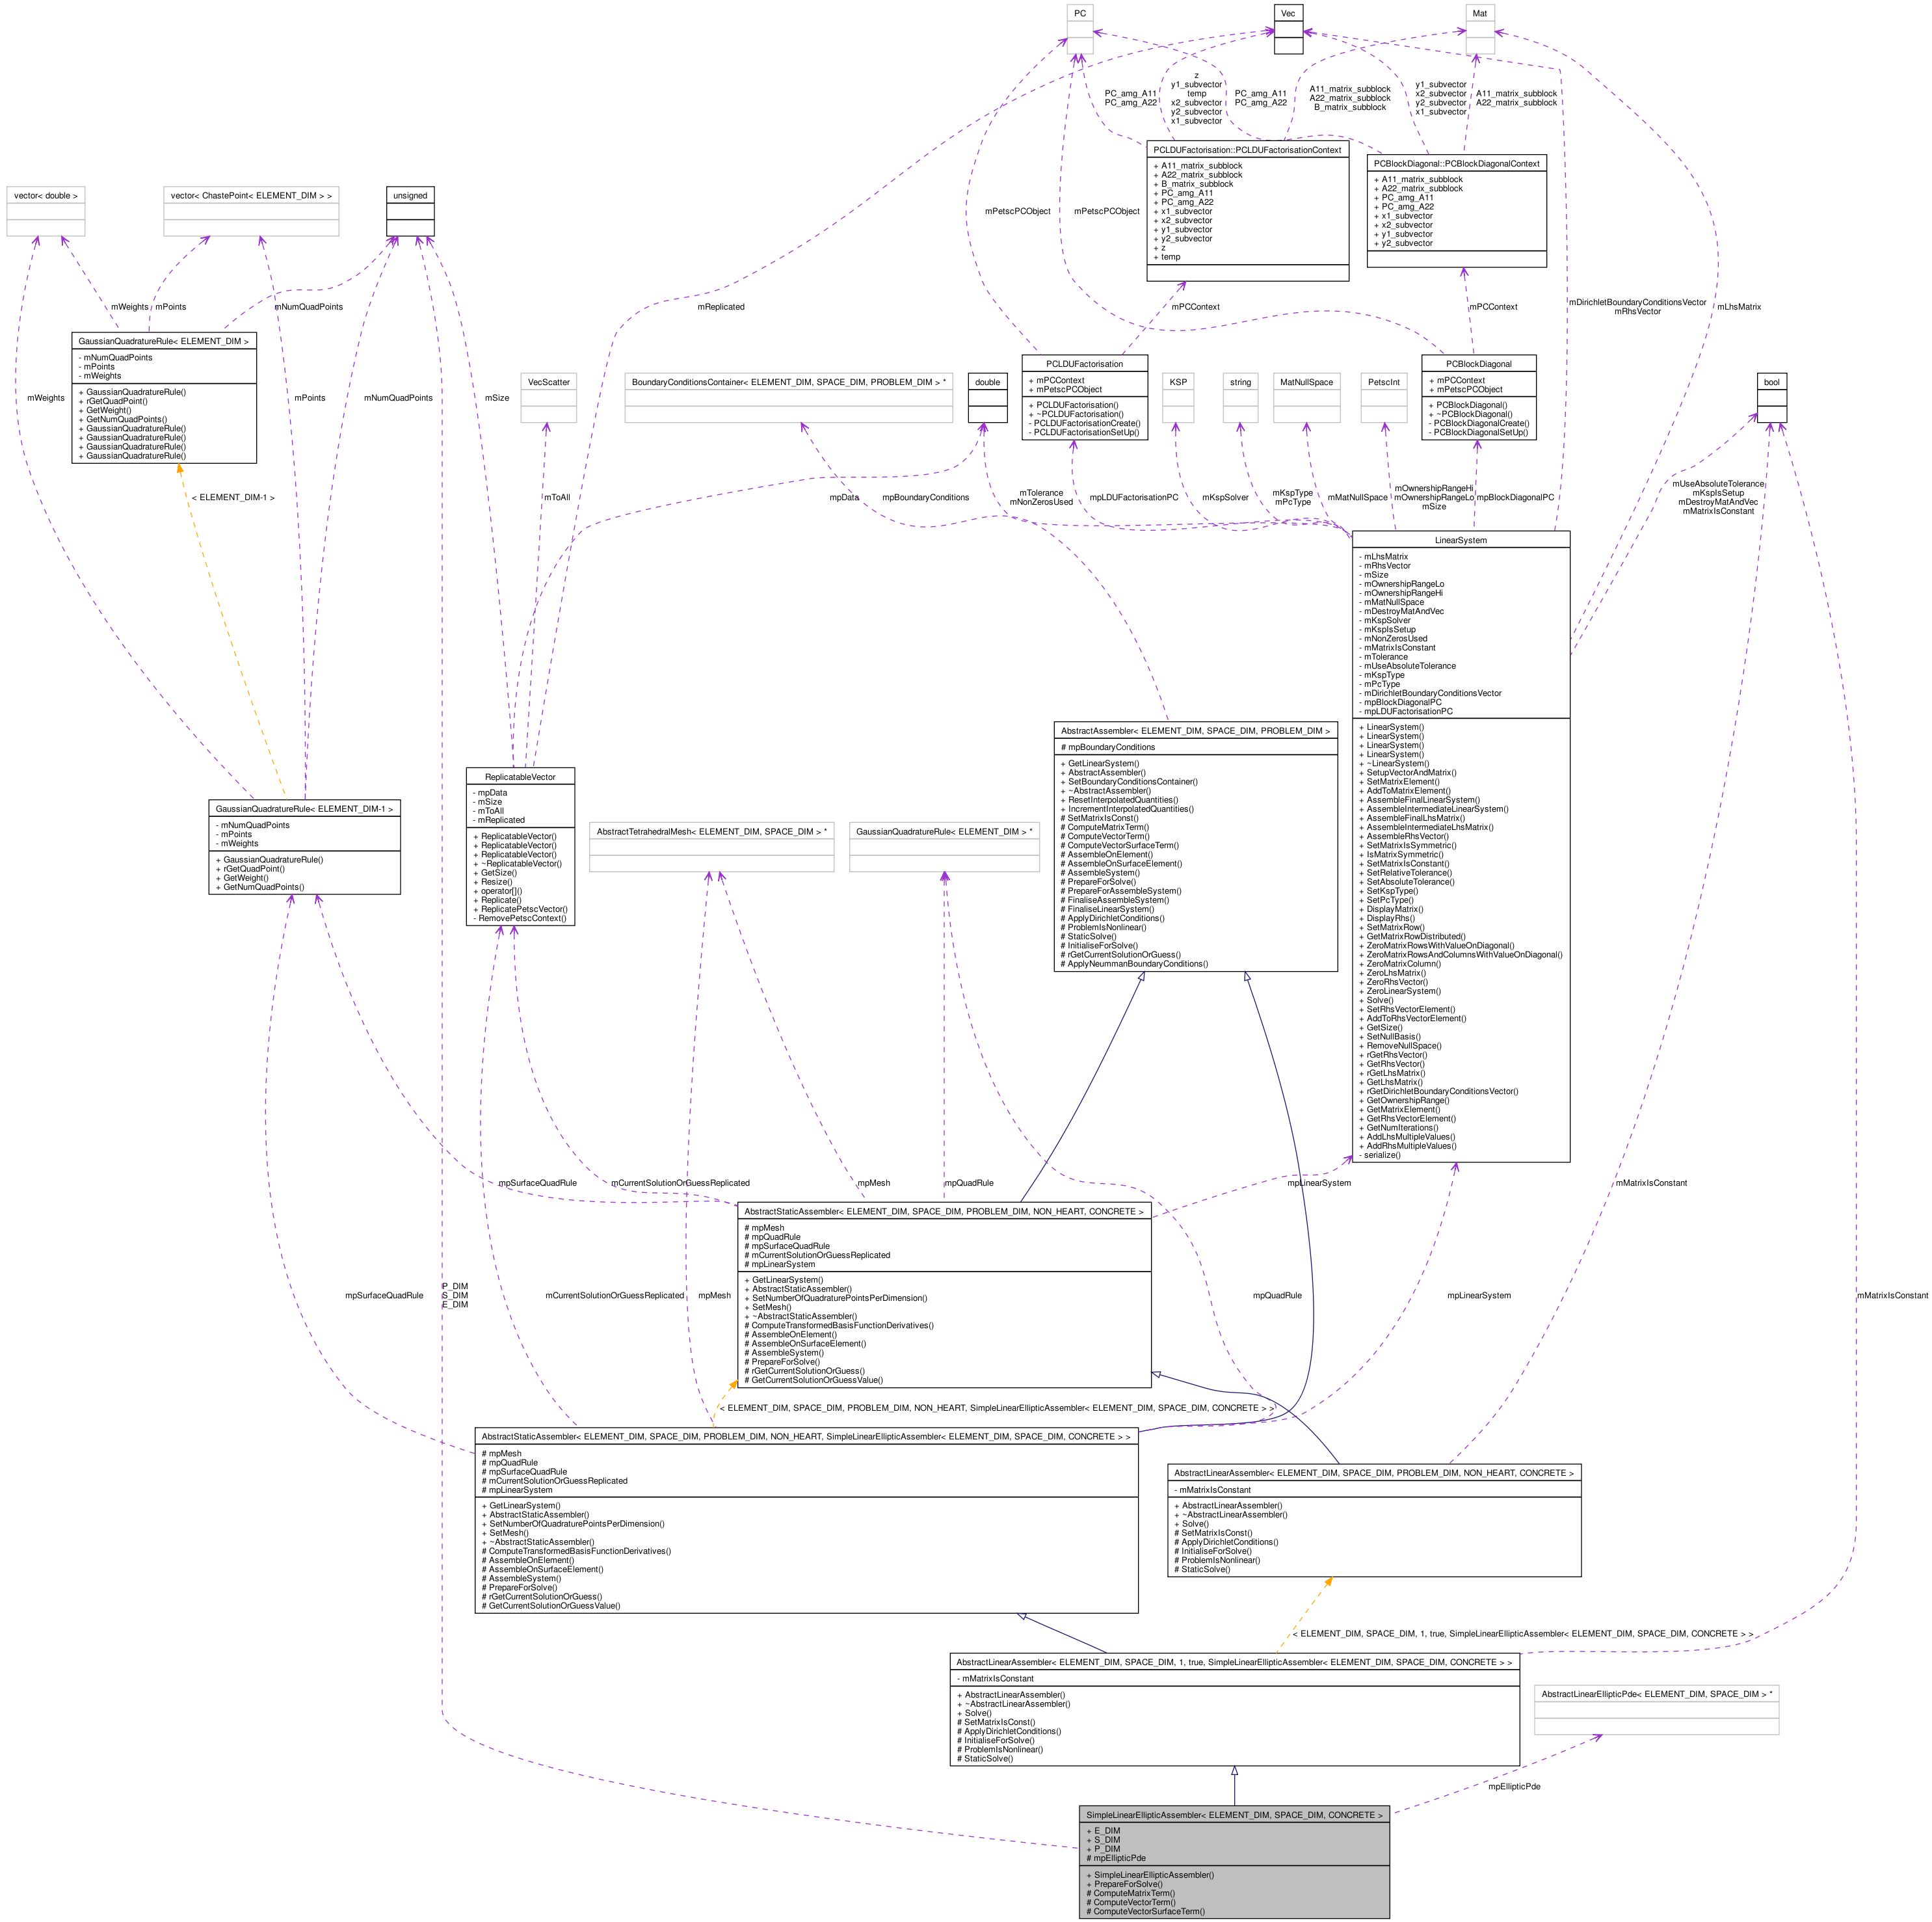 PC
Vec
Mat
PC_amg_A11
PC_amg_A22
z
y1_subvector
temp
x2_subvector
y2_subvector
x1_subvector
PC_amg_A11
PC_amg_A22
A11_matrix_subblock
A22_matrix_subblock
B_matrix_subblock
y1_subvector
x2_subvector
y2_subvector
x1_subvector
A11_matrix_subblock
A22_matrix_subblock
PCLDUFactorisation::PCLDUFactorisationContext
+ A11_matrix_subblock
+ A22_matrix_subblock
+ B_matrix_subblock
+ PC_amg_A11
+ PC_amg_A22
+ x1_subvector
+ x2_subvector
+ y1_subvector
+ y2_subvector
+ z
+ temp
PCBlockDiagonal::PCBlockDiagonalContext
+ A11_matrix_subblock
+ A22_matrix_subblock
+ PC_amg_A11
+ PC_amg_A22
+ x1_subvector
+ x2_subvector
+ y1_subvector
+ y2_subvector
vector< double >
vector< ChastePoint< ELEMENT_DIM > >
unsigned
mPetscPCObject
mPetscPCObject
mWeights
mPoints
mNumQuadPoints
mReplicated
mPCContext
mPCContext
mDirichletBoundaryConditionsVector
mRhsVector
mLhsMatrix
GaussianQuadratureRule< ELEMENT_DIM >
- mNumQuadPoints
- mPoints
- mWeights
+ GaussianQuadratureRule()
+ rGetQuadPoint()
+ GetWeight()
+ GetNumQuadPoints()
+ GaussianQuadratureRule()
+ GaussianQuadratureRule()
+ GaussianQuadratureRule()
+ GaussianQuadratureRule()
mWeights
mPoints
mNumQuadPoints
mSize
VecScatter
BoundaryConditionsContainer< ELEMENT_DIM, SPACE_DIM, PROBLEM_DIM > *
double
PCLDUFactorisation
+ mPCContext
+ mPetscPCObject
+ PCLDUFactorisation()
+ ~PCLDUFactorisation()
- PCLDUFactorisationCreate()
- PCLDUFactorisationSetUp()
KSP
string
MatNullSpace
PetscInt
PCBlockDiagonal
+ mPCContext
+ mPetscPCObject
+ PCBlockDiagonal()
+ ~PCBlockDiagonal()
- PCBlockDiagonalCreate()
- PCBlockDiagonalSetUp()
bool
< ELEMENT_DIM-1 >
mToAll
mpData
mpBoundaryConditions
mTolerance
mNonZerosUsed
mpLDUFactorisationPC
mKspSolver
mKspType
mPcType
mMatNullSpace
mOwnershipRangeHi
mOwnershipRangeLo
mSize
mpBlockDiagonalPC
mUseAbsoluteTolerance
mKspIsSetup
mDestroyMatAndVec
mMatrixIsConstant
LinearSystem
- mLhsMatrix
- mRhsVector
- mSize
- mOwnershipRangeLo
- mOwnershipRangeHi
- mMatNullSpace
- mDestroyMatAndVec
- mKspSolver
- mKspIsSetup
- mNonZerosUsed
- mMatrixIsConstant
- mTolerance
- mUseAbsoluteTolerance
- mKspType
- mPcType
- mDirichletBoundaryConditionsVector
- mpBlockDiagonalPC
- mpLDUFactorisationPC
+ LinearSystem()
+ LinearSystem()
+ LinearSystem()
+ LinearSystem()
+ ~LinearSystem()
+ SetupVectorAndMatrix()
+ SetMatrixElement()
+ AddToMatrixElement()
+ AssembleFinalLinearSystem()
+ AssembleIntermediateLinearSystem()
+ AssembleFinalLhsMatrix()
+ AssembleIntermediateLhsMatrix()
+ AssembleRhsVector()
+ SetMatrixIsSymmetric()
+ IsMatrixSymmetric()
+ SetMatrixIsConstant()
+ SetRelativeTolerance()
+ SetAbsoluteTolerance()
+ SetKspType()
+ SetPcType()
+ DisplayMatrix()
+ DisplayRhs()
+ SetMatrixRow()
+ GetMatrixRowDistributed()
+ ZeroMatrixRowsWithValueOnDiagonal()
+ ZeroMatrixRowsAndColumnsWithValueOnDiagonal()
+ ZeroMatrixColumn()
+ ZeroLhsMatrix()
+ ZeroRhsVector()
+ ZeroLinearSystem()
+ Solve()
+ SetRhsVectorElement()
+ AddToRhsVectorElement()
+ GetSize()
+ SetNullBasis()
+ RemoveNullSpace()
+ rGetRhsVector()
+ GetRhsVector()
+ rGetLhsMatrix()
+ GetLhsMatrix()
+ rGetDirichletBoundaryConditionsVector()
+ GetOwnershipRange()
+ GetMatrixElement()
+ GetRhsVectorElement()
+ GetNumIterations()
+ AddLhsMultipleValues()
+ AddRhsMultipleValues()
- serialize()
AbstractAssembler< ELEMENT_DIM, SPACE_DIM, PROBLEM_DIM >
# mpBoundaryConditions
+ GetLinearSystem()
+ AbstractAssembler()
+ SetBoundaryConditionsContainer()
+ ~AbstractAssembler()
+ ResetInterpolatedQuantities()
+ IncrementInterpolatedQuantities()
# SetMatrixIsConst()
# ComputeMatrixTerm()
# ComputeVectorTerm()
# ComputeVectorSurfaceTerm()
# AssembleOnElement()
# AssembleOnSurfaceElement()
# AssembleSystem()
# PrepareForSolve()
# PrepareForAssembleSystem()
# FinaliseAssembleSystem()
# FinaliseLinearSystem()
# ApplyDirichletConditions()
# ProblemIsNonlinear()
# StaticSolve()
# InitialiseForSolve()
# rGetCurrentSolutionOrGuess()
# ApplyNeummanBoundaryConditions()
ReplicatableVector
- mpData
- mSize
- mToAll
- mReplicated
+ ReplicatableVector()
+ ReplicatableVector()
+ ReplicatableVector()
+ ~ReplicatableVector()
+ GetSize()
+ Resize()
+ operator[]()
+ Replicate()
+ ReplicatePetscVector()
- RemovePetscContext()
GaussianQuadratureRule< ELEMENT_DIM-1 >
- mNumQuadPoints
- mPoints
- mWeights
+ GaussianQuadratureRule()
+ rGetQuadPoint()
+ GetWeight()
+ GetNumQuadPoints()
AbstractTetrahedralMesh< ELEMENT_DIM, SPACE_DIM > *
GaussianQuadratureRule< ELEMENT_DIM > *
mpSurfaceQuadRule
mCurrentSolutionOrGuessReplicated
mpMesh
mpQuadRule
mpLinearSystem
mMatrixIsConstant
AbstractStaticAssembler< ELEMENT_DIM, SPACE_DIM, PROBLEM_DIM, NON_HEART, CONCRETE >
# mpMesh
# mpQuadRule
# mpSurfaceQuadRule
# mCurrentSolutionOrGuessReplicated
# mpLinearSystem
+ GetLinearSystem()
+ AbstractStaticAssembler()
+ SetNumberOfQuadraturePointsPerDimension()
+ SetMesh()
+ ~AbstractStaticAssembler()
# ComputeTransformedBasisFunctionDerivatives()
# AssembleOnElement()
# AssembleOnSurfaceElement()
# AssembleSystem()
# PrepareForSolve()
# rGetCurrentSolutionOrGuess()
# GetCurrentSolutionOrGuessValue()
mpSurfaceQuadRule
P_DIM
S_DIM
E_DIM
mCurrentSolutionOrGuessReplicated
mpMesh
mpQuadRule
mpLinearSystem
mMatrixIsConstant
< ELEMENT_DIM, SPACE_DIM, PROBLEM_DIM, NON_HEART, SimpleLinearEllipticAssembler< ELEMENT_DIM, SPACE_DIM, CONCRETE > >
AbstractStaticAssembler< ELEMENT_DIM, SPACE_DIM, PROBLEM_DIM, NON_HEART, SimpleLinearEllipticAssembler< ELEMENT_DIM, SPACE_DIM, CONCRETE > >
# mpMesh
# mpQuadRule
# mpSurfaceQuadRule
# mCurrentSolutionOrGuessReplicated
# mpLinearSystem
+ GetLinearSystem()
+ AbstractStaticAssembler()
+ SetNumberOfQuadraturePointsPerDimension()
+ SetMesh()
+ ~AbstractStaticAssembler()
# ComputeTransformedBasisFunctionDerivatives()
# AssembleOnElement()
# AssembleOnSurfaceElement()
# AssembleSystem()
# PrepareForSolve()
# rGetCurrentSolutionOrGuess()
# GetCurrentSolutionOrGuessValue()
AbstractLinearAssembler< ELEMENT_DIM, SPACE_DIM, PROBLEM_DIM, NON_HEART, CONCRETE >
- mMatrixIsConstant
+ AbstractLinearAssembler()
+ ~AbstractLinearAssembler()
+ Solve()
# SetMatrixIsConst()
# ApplyDirichletConditions()
# InitialiseForSolve()
# ProblemIsNonlinear()
# StaticSolve()
< ELEMENT_DIM, SPACE_DIM, 1, true, SimpleLinearEllipticAssembler< ELEMENT_DIM, SPACE_DIM, CONCRETE > >
AbstractLinearAssembler< ELEMENT_DIM, SPACE_DIM, 1, true, SimpleLinearEllipticAssembler< ELEMENT_DIM, SPACE_DIM, CONCRETE > >
- mMatrixIsConstant
+ AbstractLinearAssembler()
+ ~AbstractLinearAssembler()
+ Solve()
# SetMatrixIsConst()
# ApplyDirichletConditions()
# InitialiseForSolve()
# ProblemIsNonlinear()
# StaticSolve()
AbstractLinearEllipticPde< ELEMENT_DIM, SPACE_DIM > *
mpEllipticPde
SimpleLinearEllipticAssembler< ELEMENT_DIM, SPACE_DIM, CONCRETE >
+ E_DIM
+ S_DIM
+ P_DIM
# mpEllipticPde
+ SimpleLinearEllipticAssembler()
+ PrepareForSolve()
# ComputeMatrixTerm()
# ComputeVectorTerm()
# ComputeVectorSurfaceTerm()